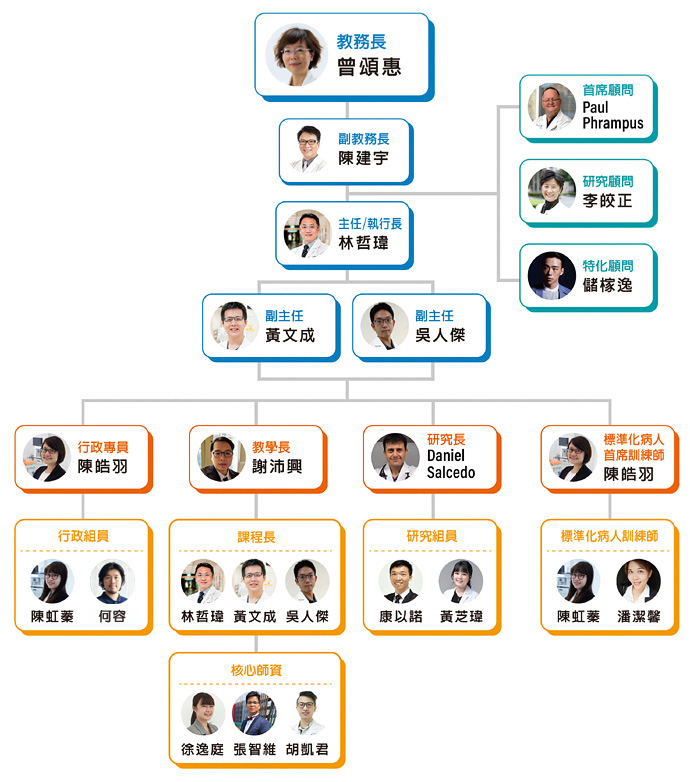 教務長
曾頌惠
副教務長
陳建宇
首席顧問
Paul
Phrampus
研究顧問
李皎正
特化顧問
儲稼逸
主任/執行長
林哲瑋
副主任
黃文成
副主任
吳人傑
行政專員
陳皓羽
教學長
謝沛興
研究長
Daniel
Salcedo
標準化病人
首席訓練師
陳皓羽
行政組員
陳虹蓁
何容
課程長
林哲瑋
黃文成
吳人傑
研究組員
康以諾
黃芝瑋
標準化病人訓練師
陳虹蓁
潘潔馨
核心師資
徐逸庭
張智維
胡凱君